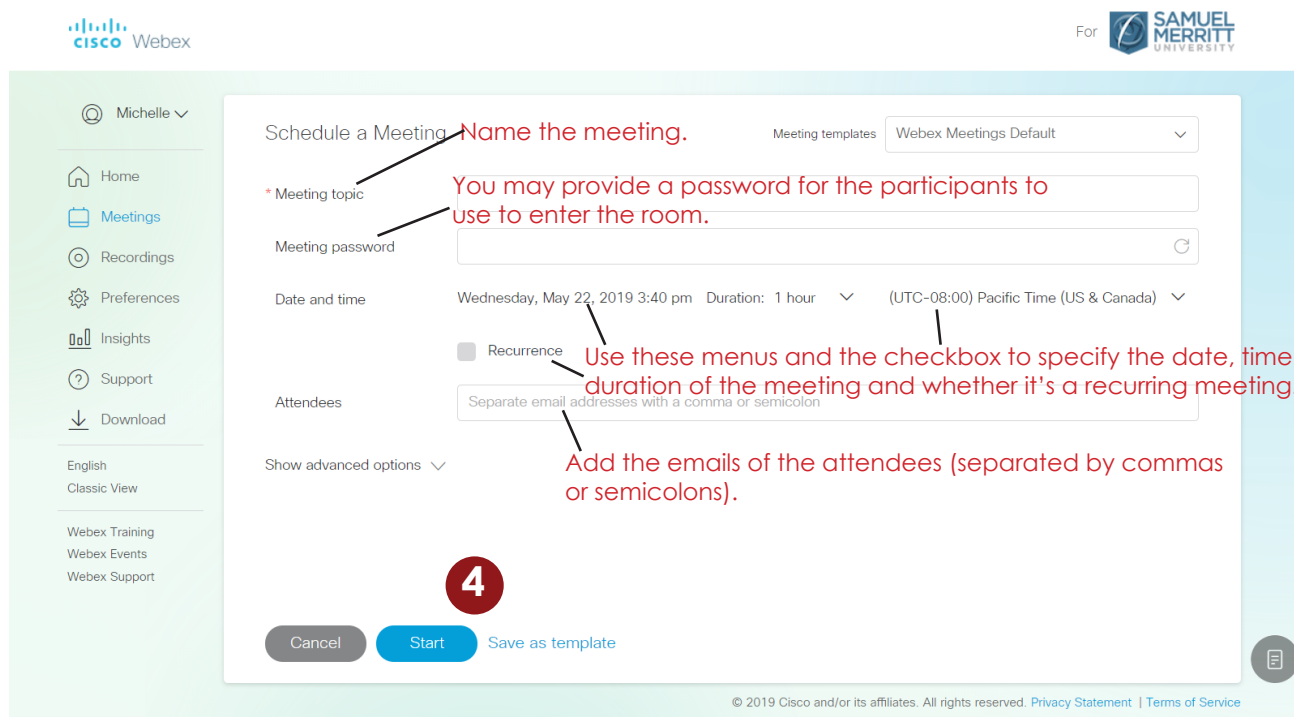 cisco Webex
For SAMUEL
MERRITT
UNIVERSITY
Michelle
Home
Meetings
Recordings
Preferences
Insights
Support
Download
English
Classic View
Webex Training
Webex Events
Webex Support
Schedule a Meeting
Name the meeting.
Meeting templates Webex Meetings Default
* Meeting topic
You may provide a password for the participants to
use to enter the room.
Meeting password
Date and time Wednesday, May 22, 2019 3:40 pm Duration: 1 hour (UTC-08:00) Pacific Time (US & Canada)
Recurrence
Use these menus and the checkbox to specify the date, time
duration of the meeting and whether it's a recurring meeting
Attendees Separate email addresses with a comma or semicolon
Show advanced options
Add the emails of the attendees (separated by commas
or semicolons).
4
Cancel Start Save as template
© 2019 Cisco and/or its affiliates. All rights reserved. Privacy Statement | Terms of Service